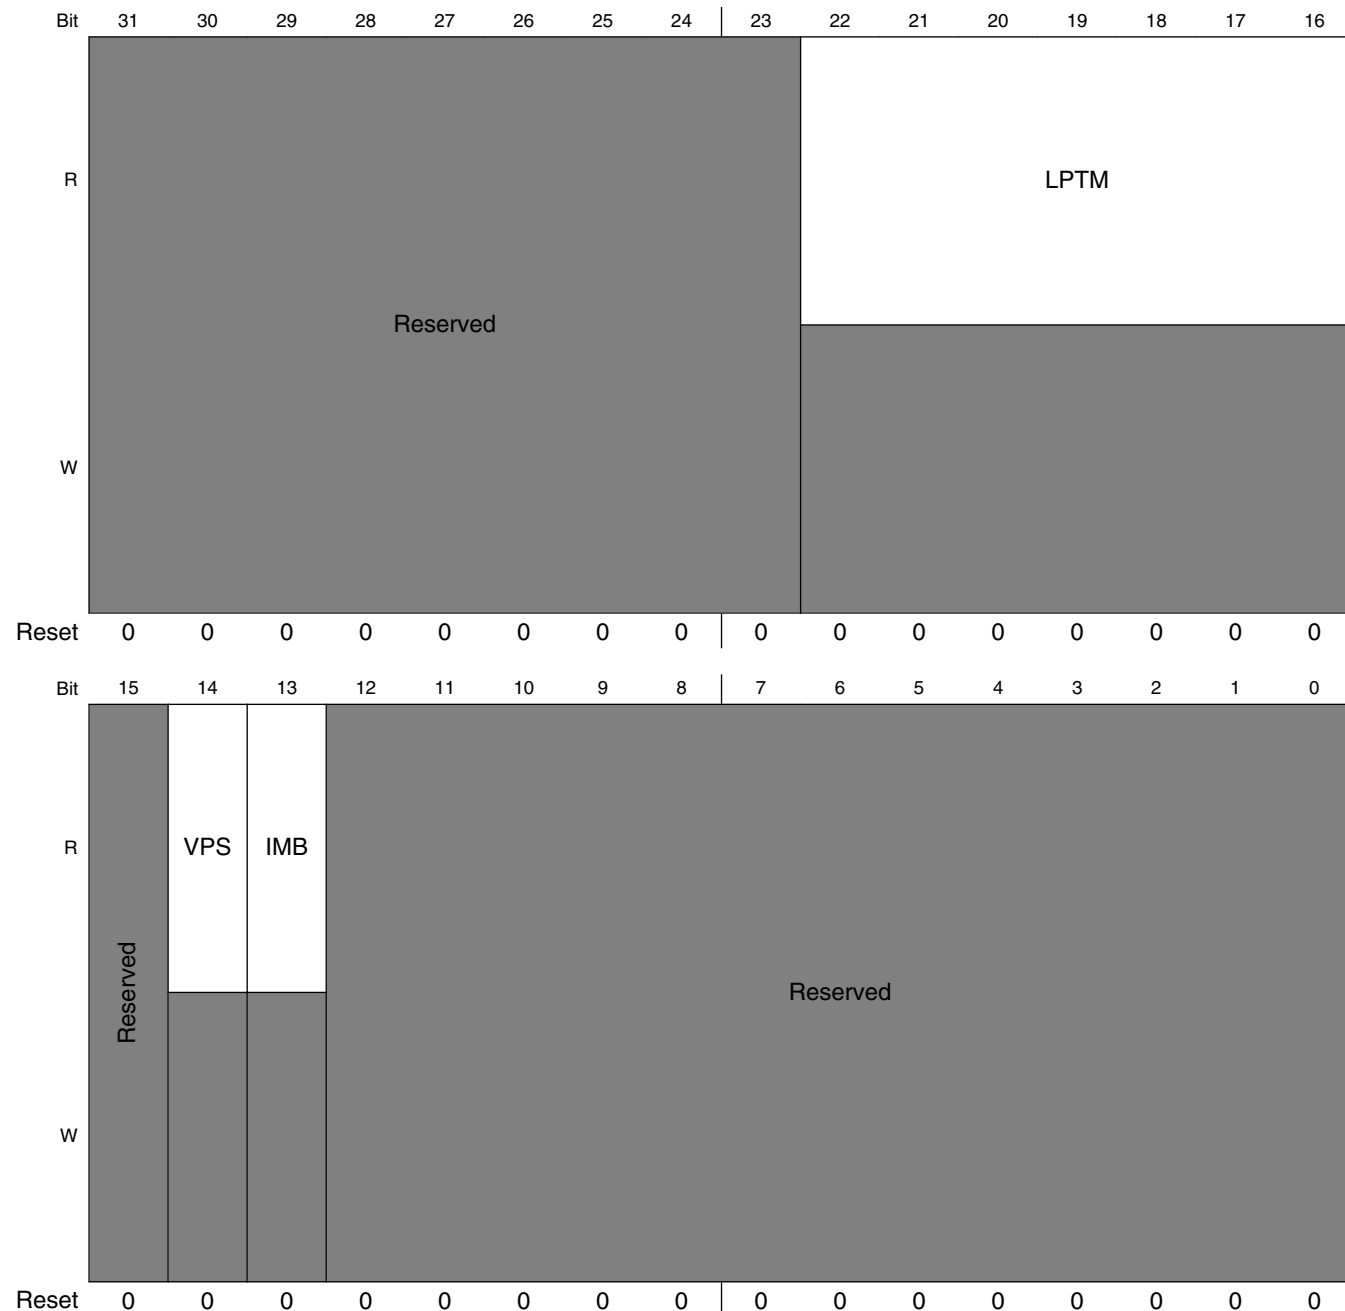 Bit 31 30 29 28 27 26 25 24 23 22 21 20 19 18 17 16
R LPTM
Reserved
W
Reset 0 0 0 0 0 0 0 0 0 0 0 0 0 0 0 0
Bit 15 14 13 12 11 10 9 8 7 6 5 4 3 2 1 0
R VPS IMB
Reserved Reserved
W
Reset 0 0 0 0 0 0 0 0 0 0 0 0 0 0 0 0